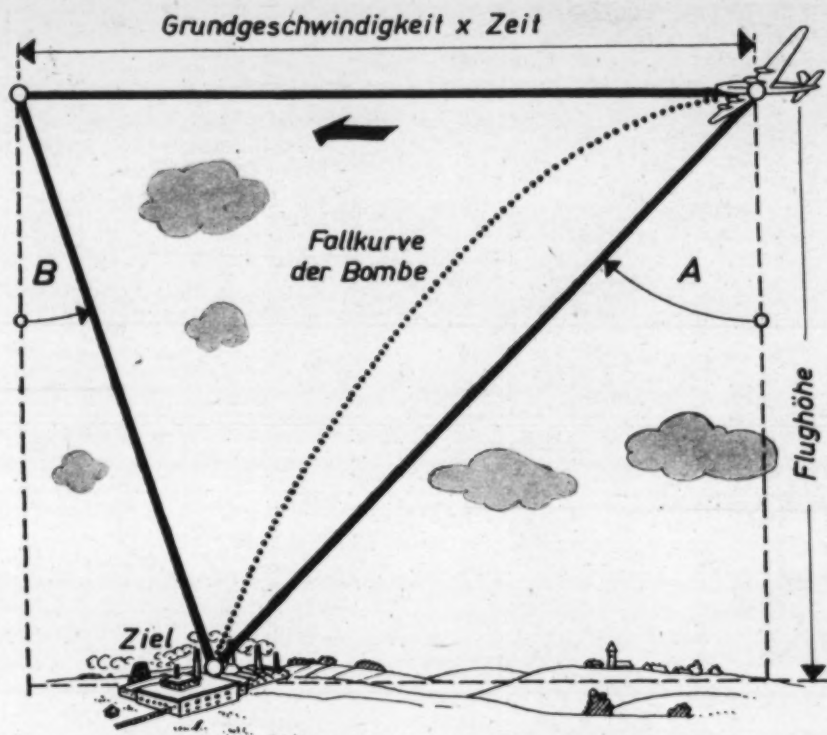 Grundgeschwindigkeit x Zeit
Fallkurve
der Bombe
B
A
Flughöhe
Ziel